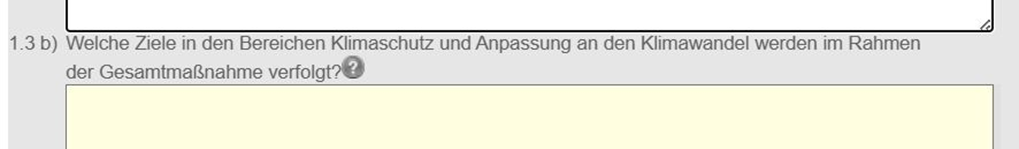 1.3 b) Welche Ziele in den Bereichen Klimaschutz und Anpassung an den Klimawandel werden im Rahmen
der Gesamtmaßnahme verfolgt??